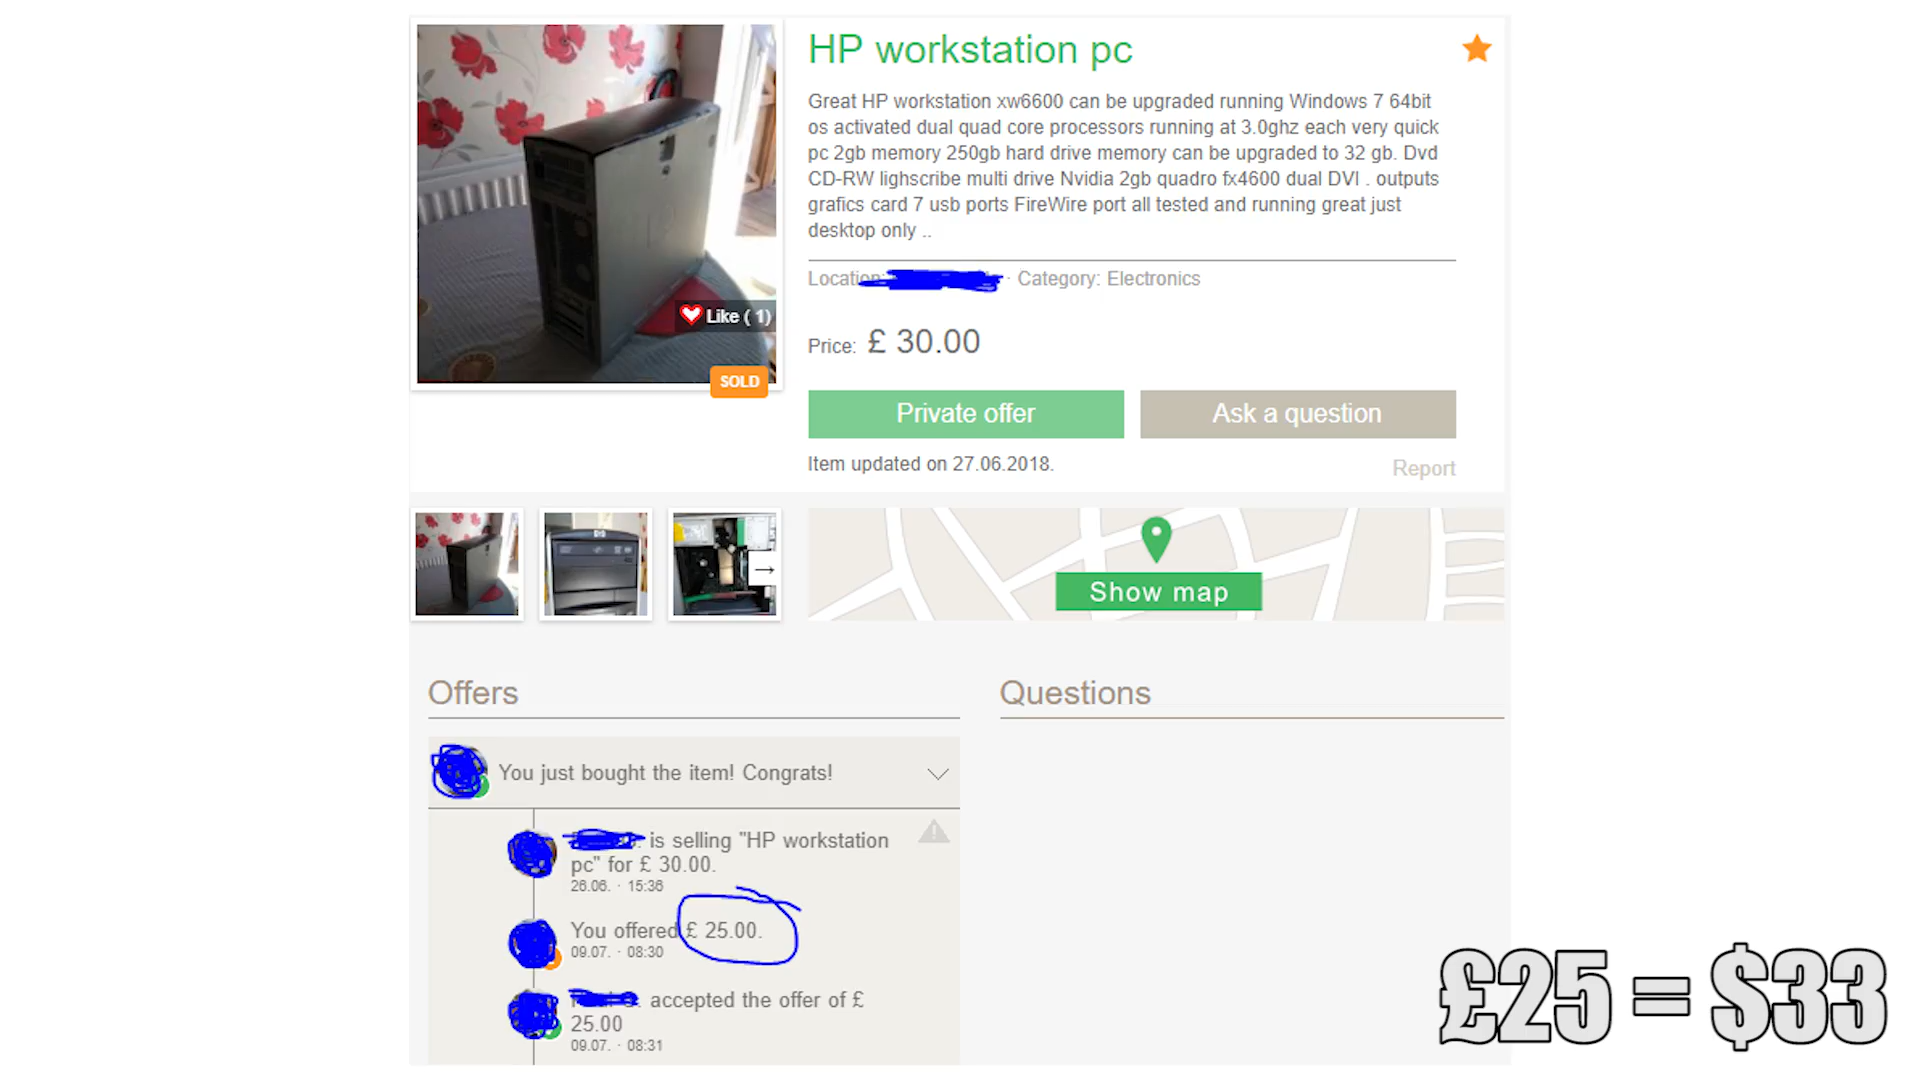 HP workstation pc
Great HP workstation xw6600 can be upgraded running Windows 7 64bit
os activated dual quad core processors running at 3.0ghz each very quick
pc 2gb memory 250gb hard drive memory can be upgraded to 32 gb. Dvd
CD-RW lighscribe multi drive Nvidia 2gb quadro fx4600 dual DVI . outputs
grafics card 7 usb ports FireWire port all tested and running great just
desktop only ..
Location: · Category: Electronics
Like ( 1)
Price: £ 30.00
SOLD
Private offer
Ask a question
Item updated on 27.06.2018.
Report
→
Show map
Offers
Questions
You just bought the item! Congrats!
is selling "HP workstation
pc" for £ 30.00.
26.06. · 15:36
You offered £ 25.00.
09.07. · 08:30
accepted the offer of £
25.00
09.07. · 08:31
£25 = $33